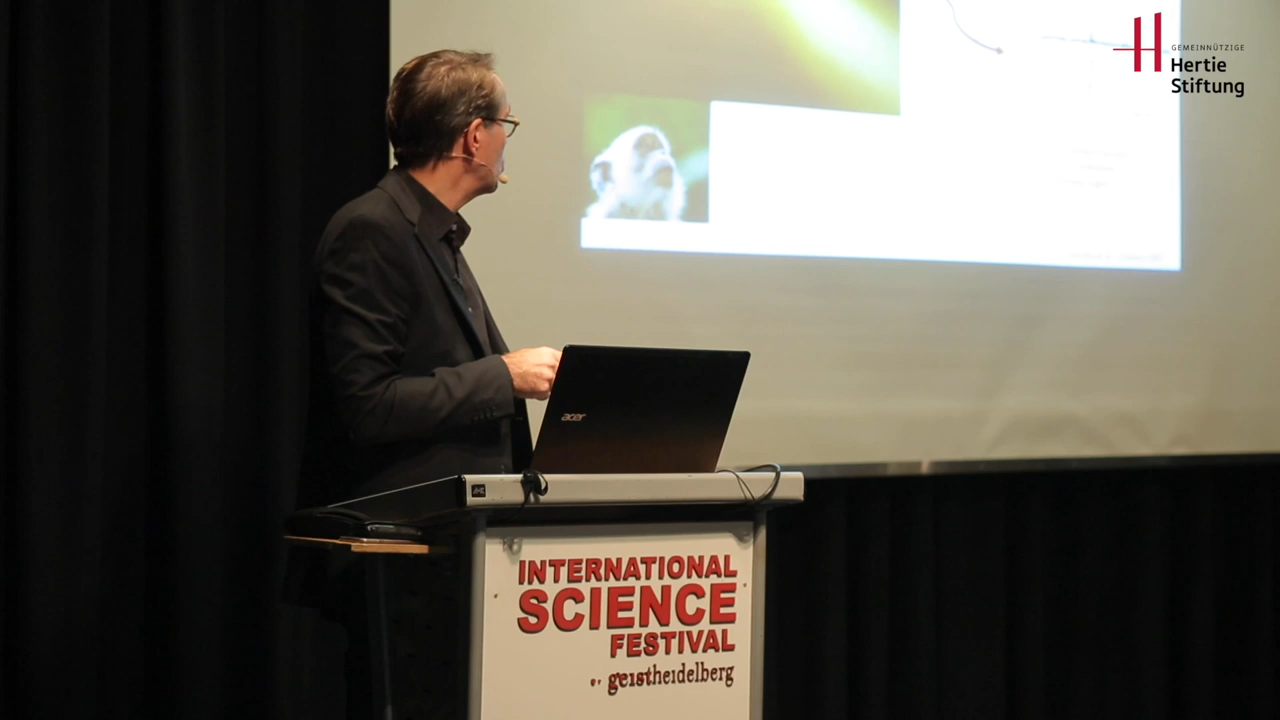 GEMEINNÜTZIGE
Hertie
Stiftung
acer
INTERNATIONAL
SCIENCE
FESTIVAL
geistheidelberg